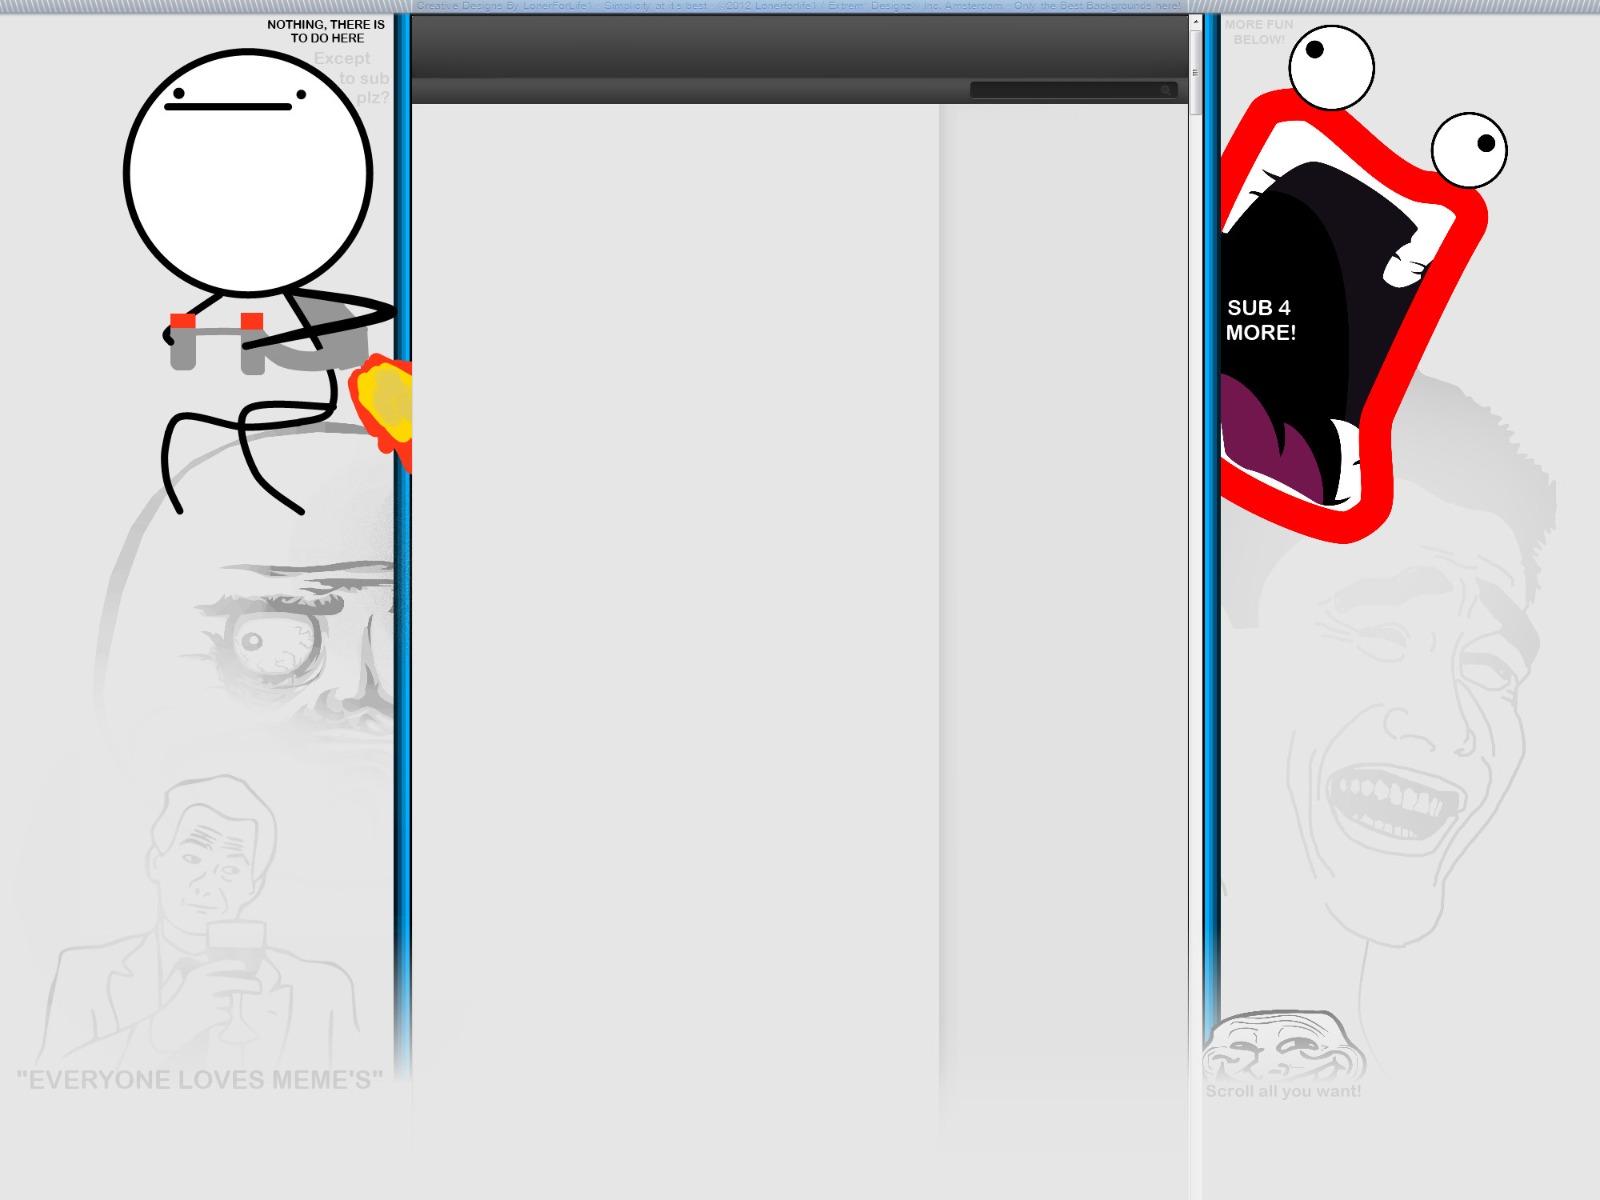 Creative Designs By LonerForLife1 - Simplicity at it's best - ©2012 Lonerforlife1 / Extrem' Designz' - Inc. Amsterdam - Only the Best Backgrounds here!
NOTHING, THERE IS
TO DO HERE
Except
to sub
plz?
MORE FUN
BELOW!
SUB 4
MORE!
"EVERYONE LOVES MEME'S"
Scroll all you want!